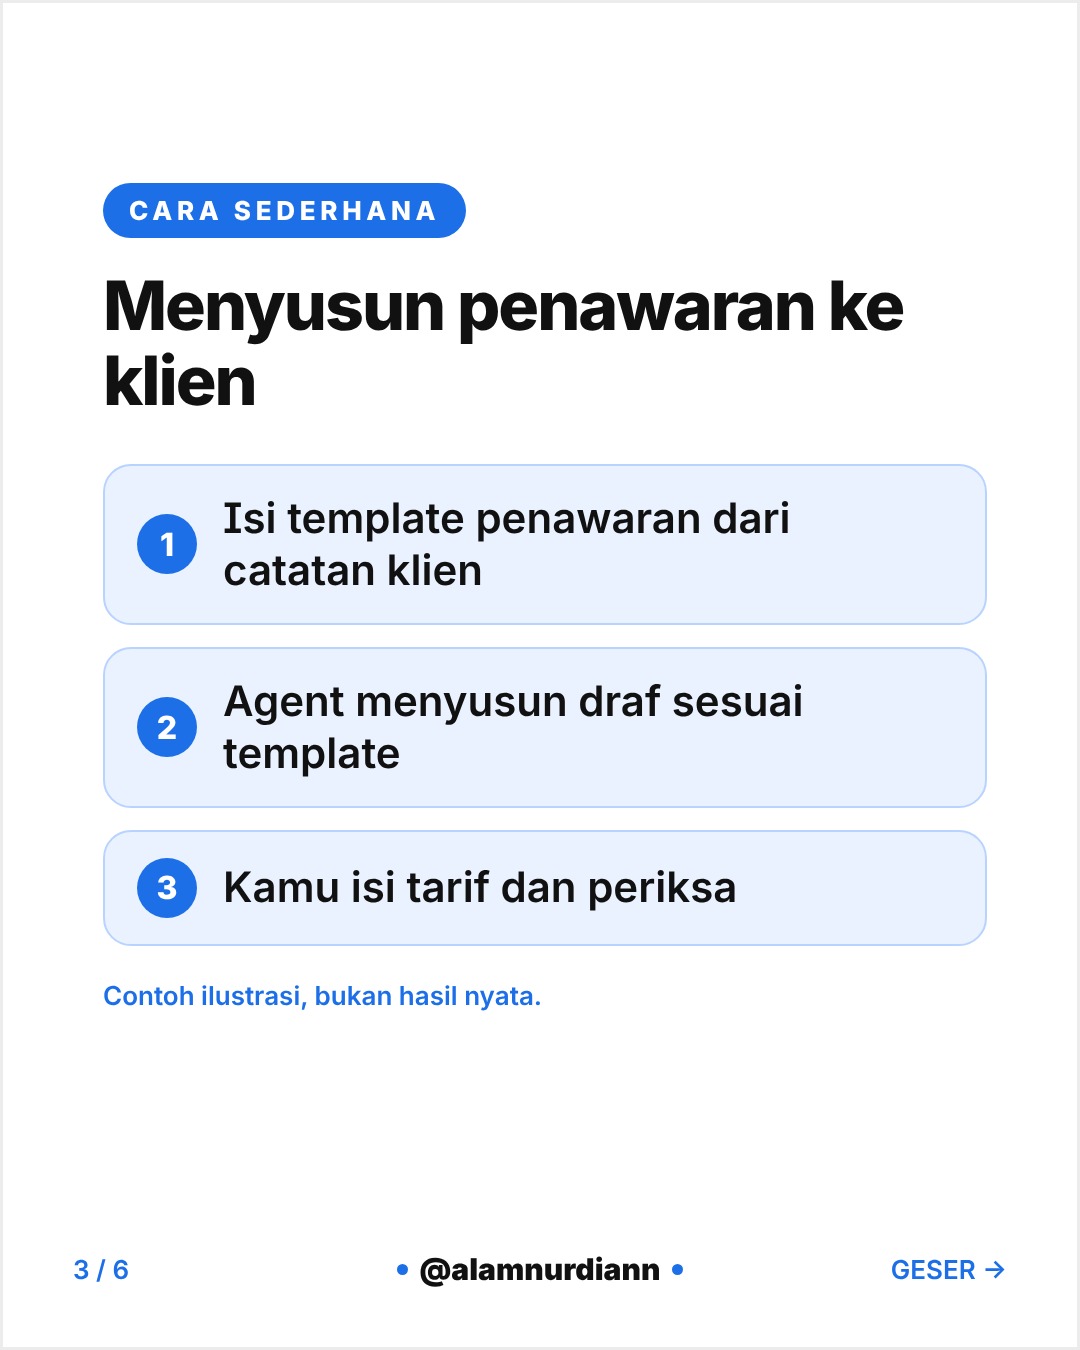 CARA SEDERHANA
Menyusun penawaran ke
klien
1
Isi template penawaran dari
catatan klien
2
Agent menyusun draf sesuai
template
3
Kamu isi tarif dan periksa
Contoh ilustrasi, bukan hasil nyata.
3 / 6
• @alamnurdiann •
GESER →